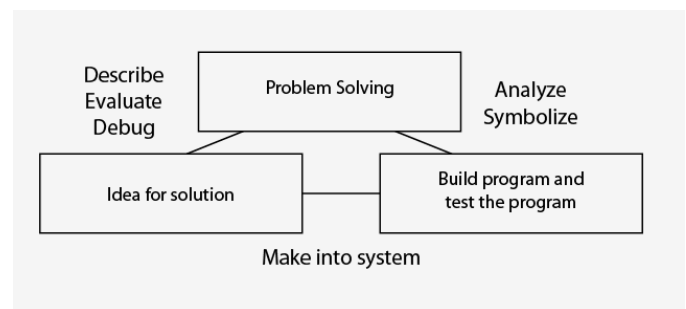 Describe
Evaluate
Debug
Problem Solving
Analyze
Symbolize
Idea for solution
Build program and
test the program
Make into system